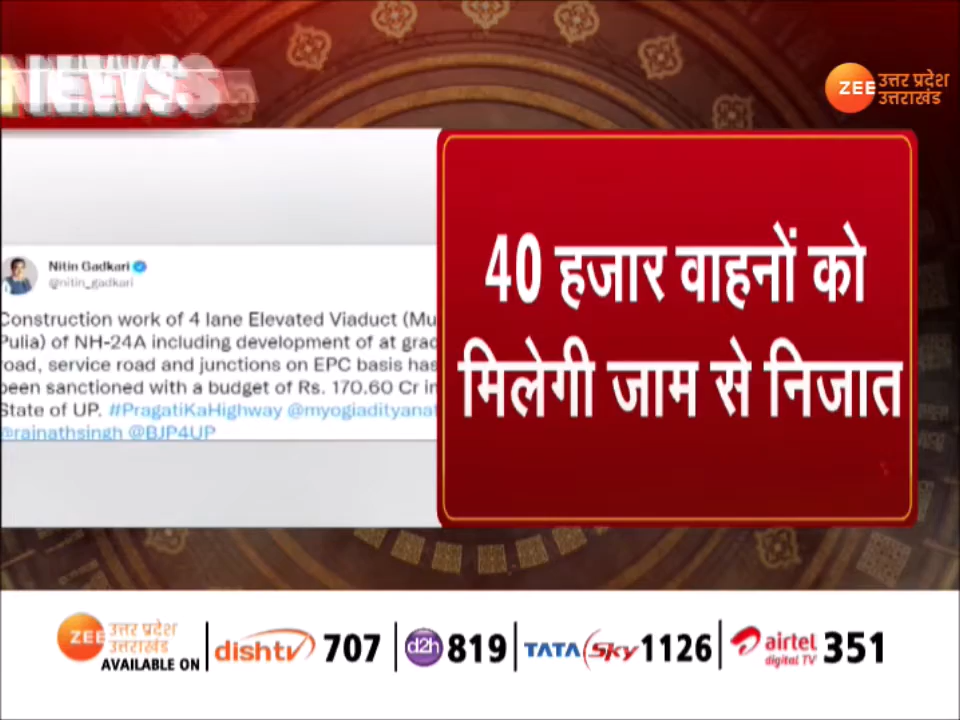 NEWSS
ZEE उत्तर प्रदेश
उत्तराखंड
Nitin Gadkari
@nitin_gadkari
Construction work of 4 lane Elevated Viaduct (Mu
Pulia) of NH-24A including development of at grad
road, service road and junctions on EPC basis has
been sanctioned with a budget of Rs. 170.60 Cr in
State of UP. #PragatiKaHighway @myogiadityanat
@rajnathsingh @BJP4UP
40 हजार वाहनों को
मिलेगी जाम से निजात
ZEE उत्तर प्रदेश
उत्तराखंड
AVAILABLE ON
dishtv 707
d2h 819
TATA Sky 1126
airtel
digital TV 351